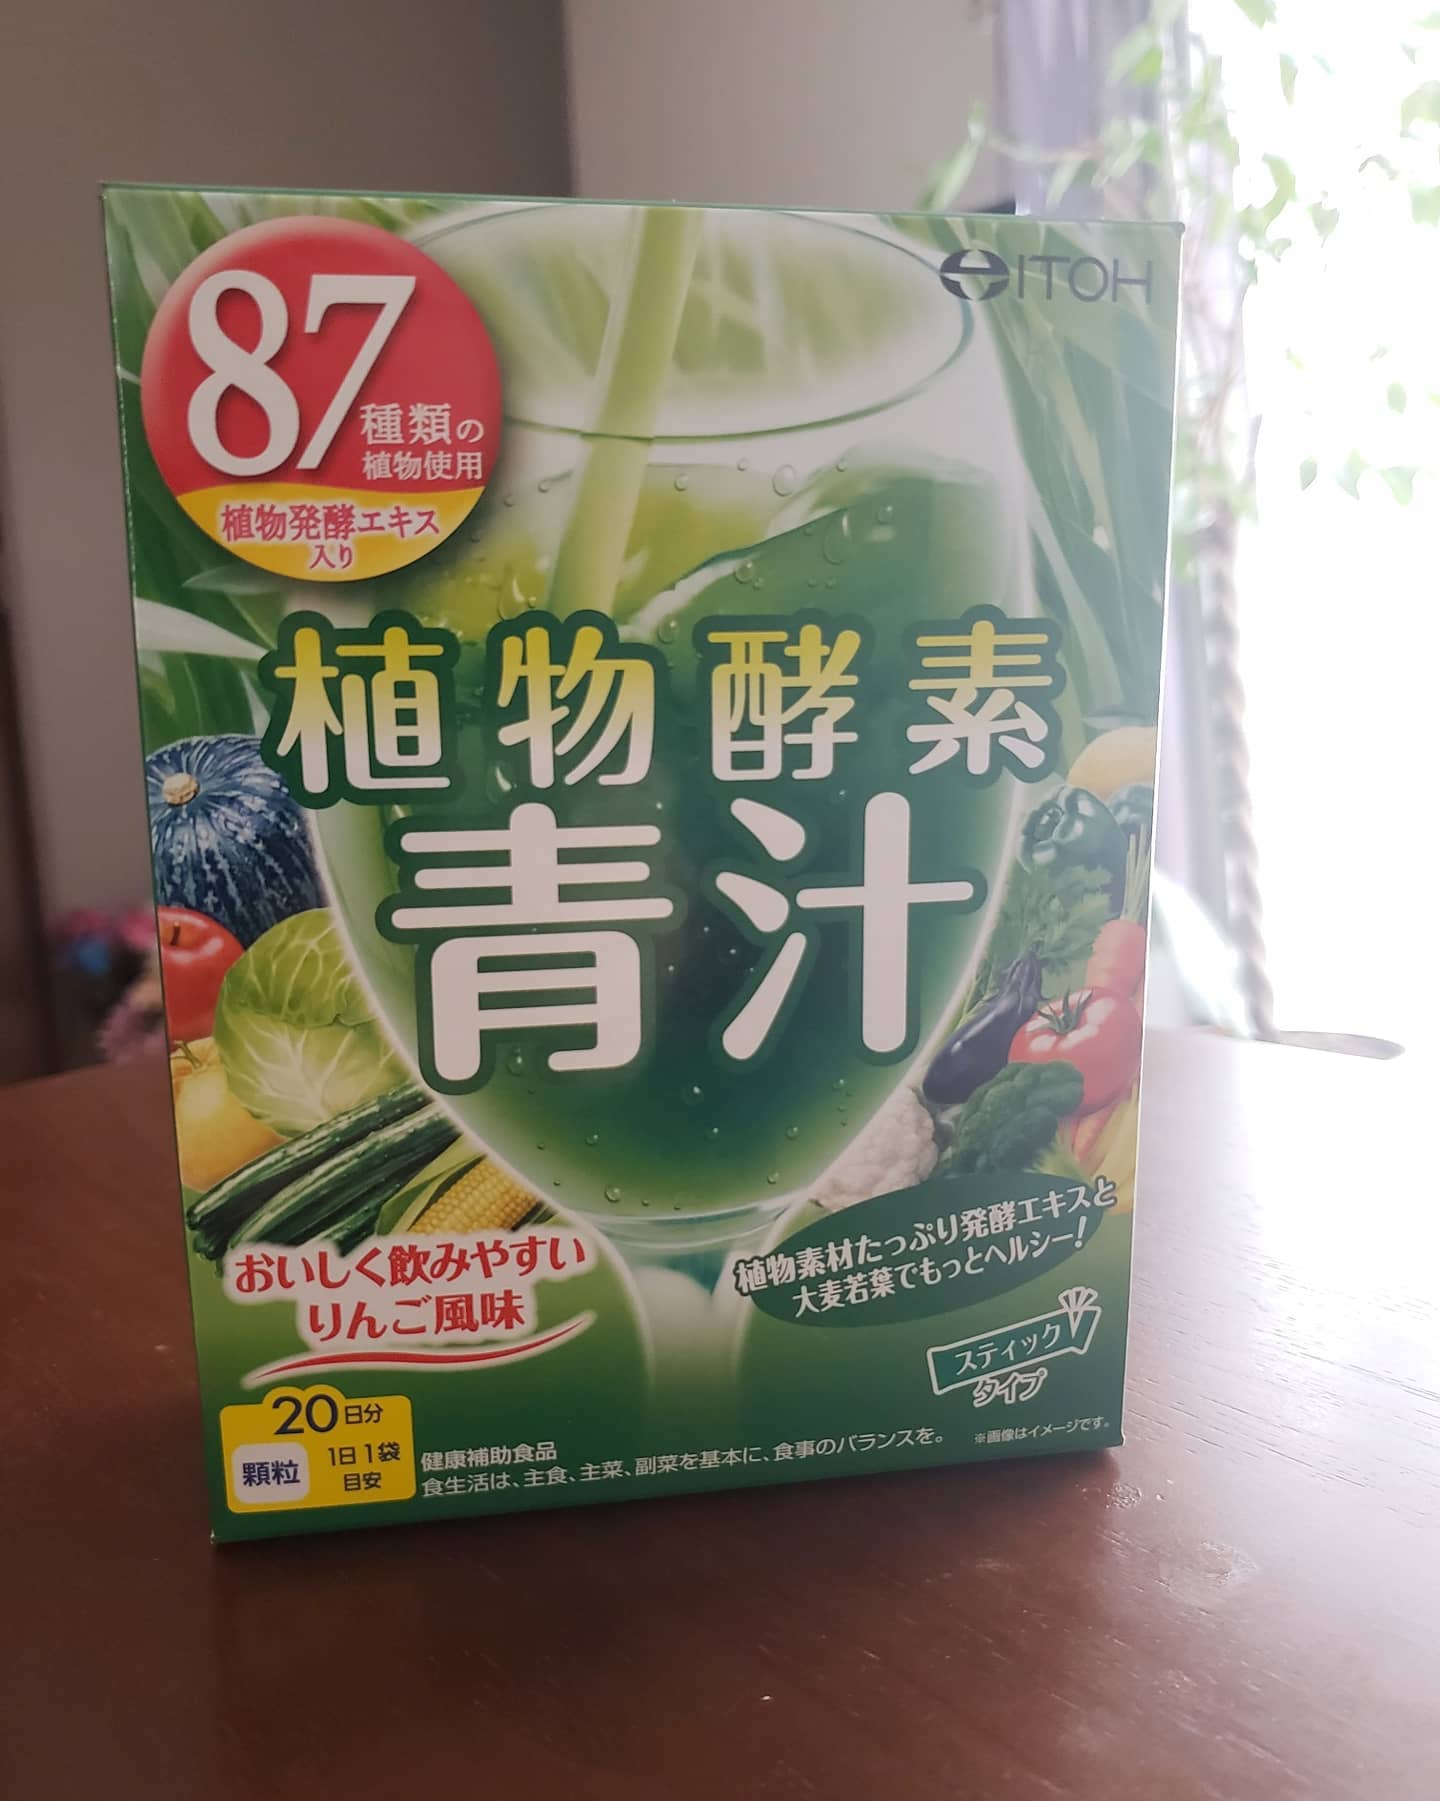 87
種類の
植物使用
植物発酵エキス
入り
ITOH
植物酵素
青汁
おいしく飲みやすい
りんご風味
植物素材たっぷり発酵エキスと
大麦若葉でもっとヘルシー!
スティック
タイプ
20日分
顆粒
1日1袋
目安
健康補助食品
食生活は、主食、主菜、副菜を基本に、食事のバランスを。
※画像はイメージです。